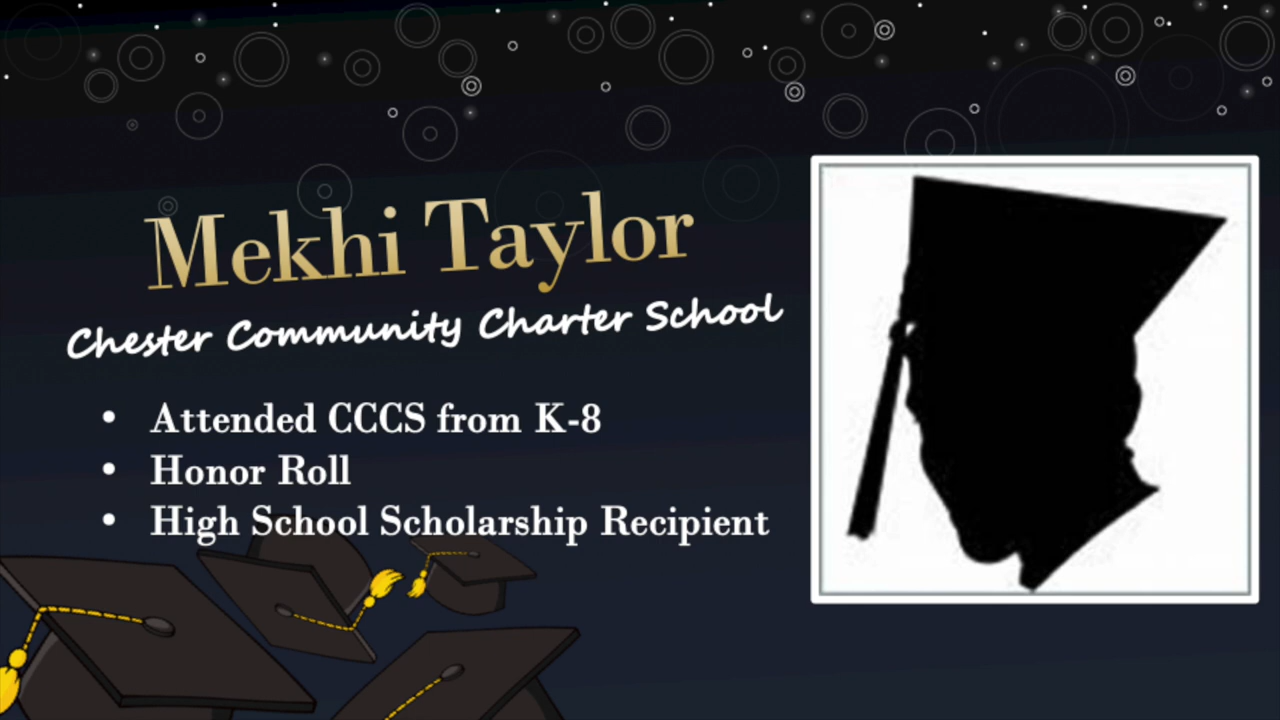 Mekhi Taylor
Chester Community Charter School
• Attended CCCS from K-8
• Honor Roll
• High School Scholarship Recipient